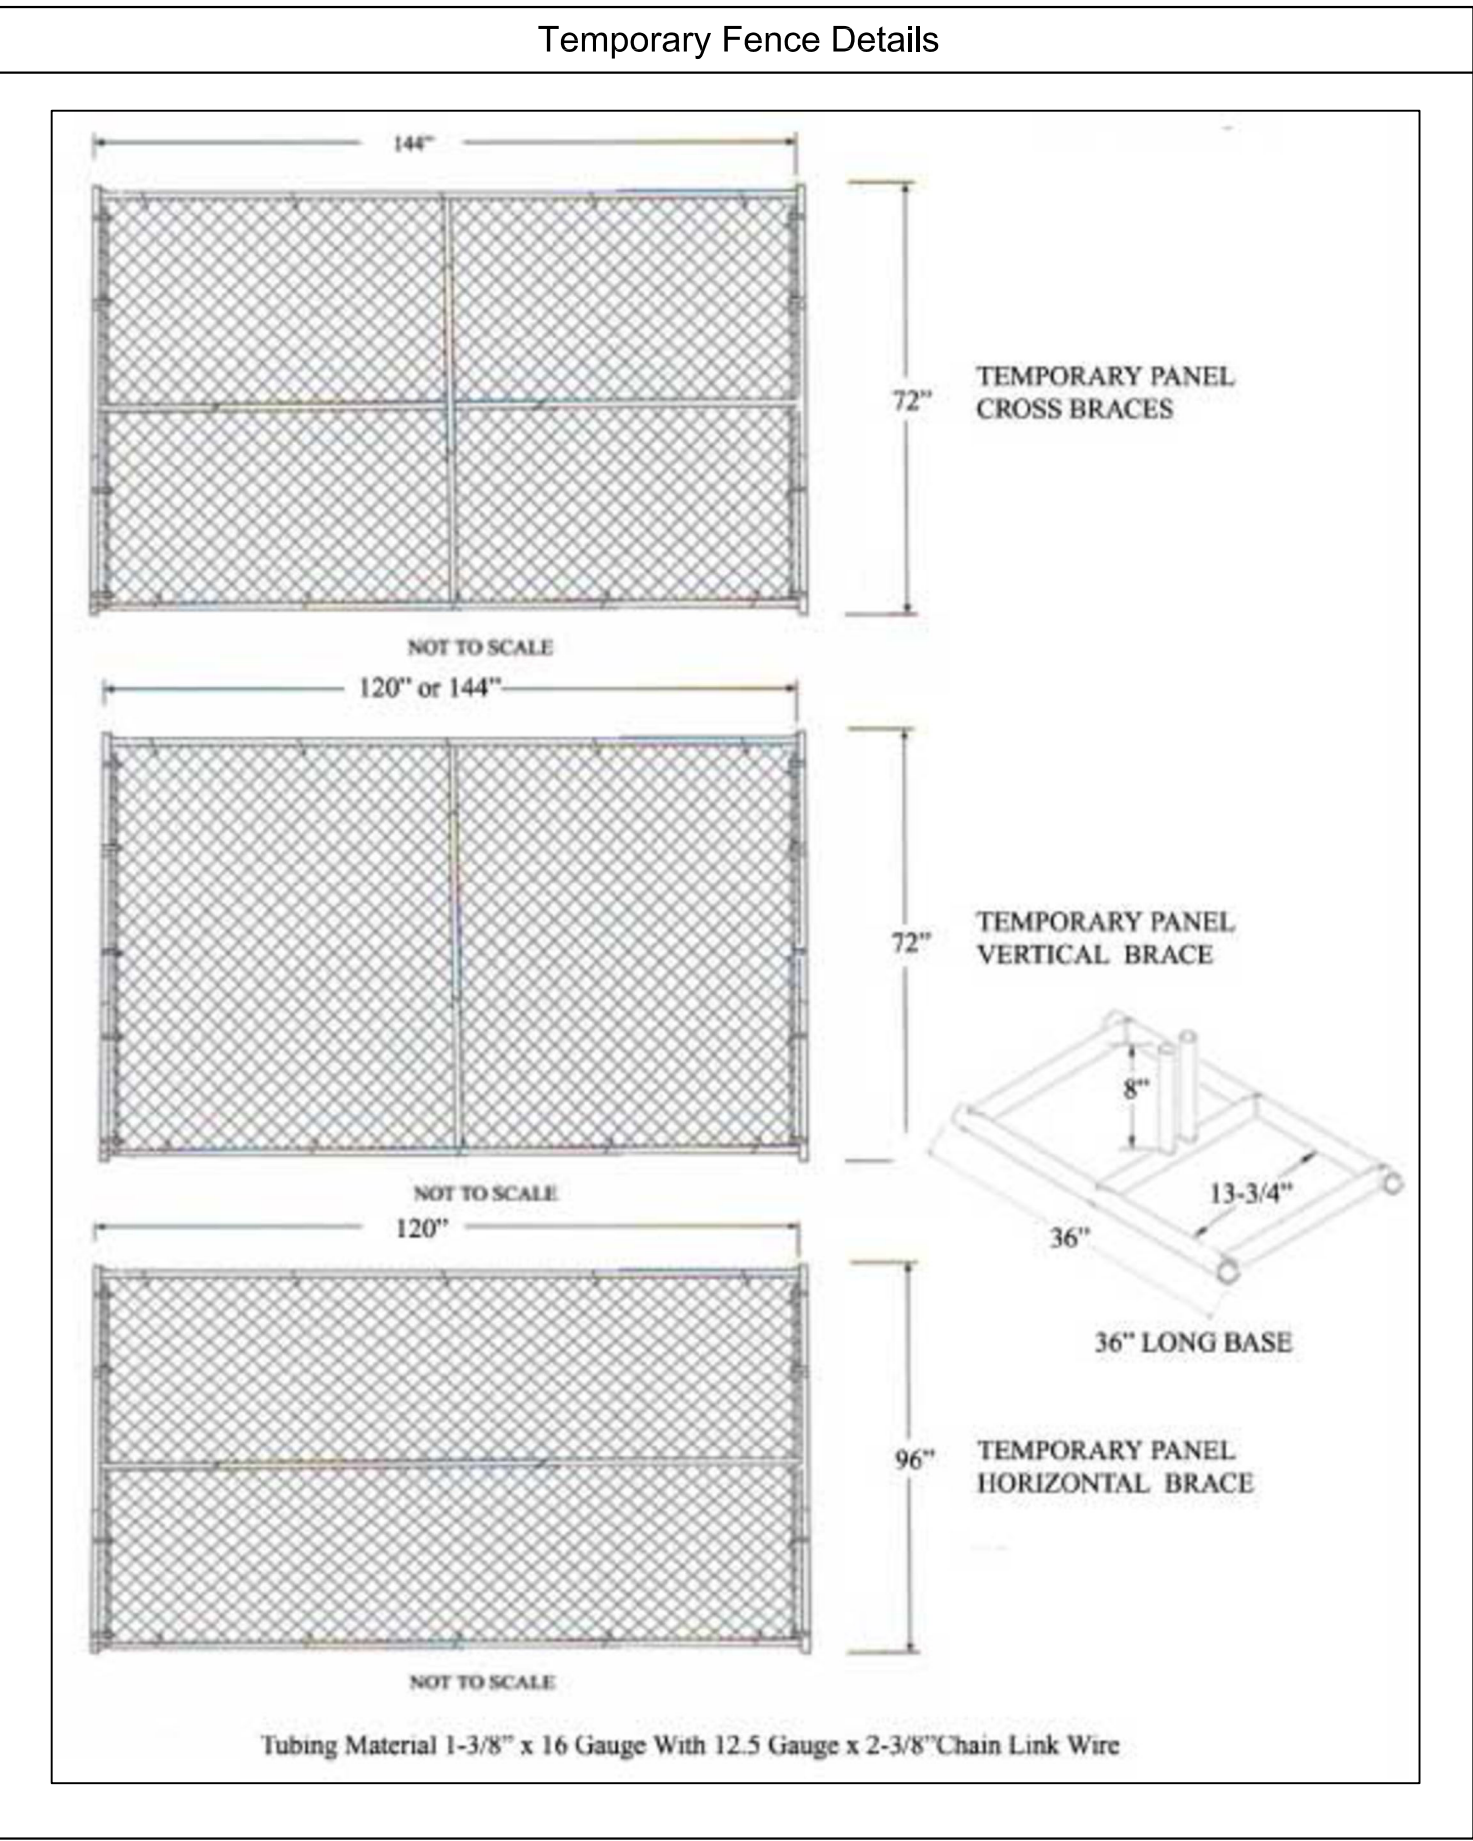 Temporary Fence Details
144"
72"
TEMPORARY PANEL
CROSS BRACES
NOT TO SCALE
120" or 144"
72"
TEMPORARY PANEL
VERTICAL BRACE
8"
13-3/4"
36"
36" LONG BASE
NOT TO SCALE
120"
96"
TEMPORARY PANEL
HORIZONTAL BRACE
NOT TO SCALE
Tubing Material 1-3/8" x 16 Gauge With 12.5 Gauge x 2-3/8"Chain Link Wire